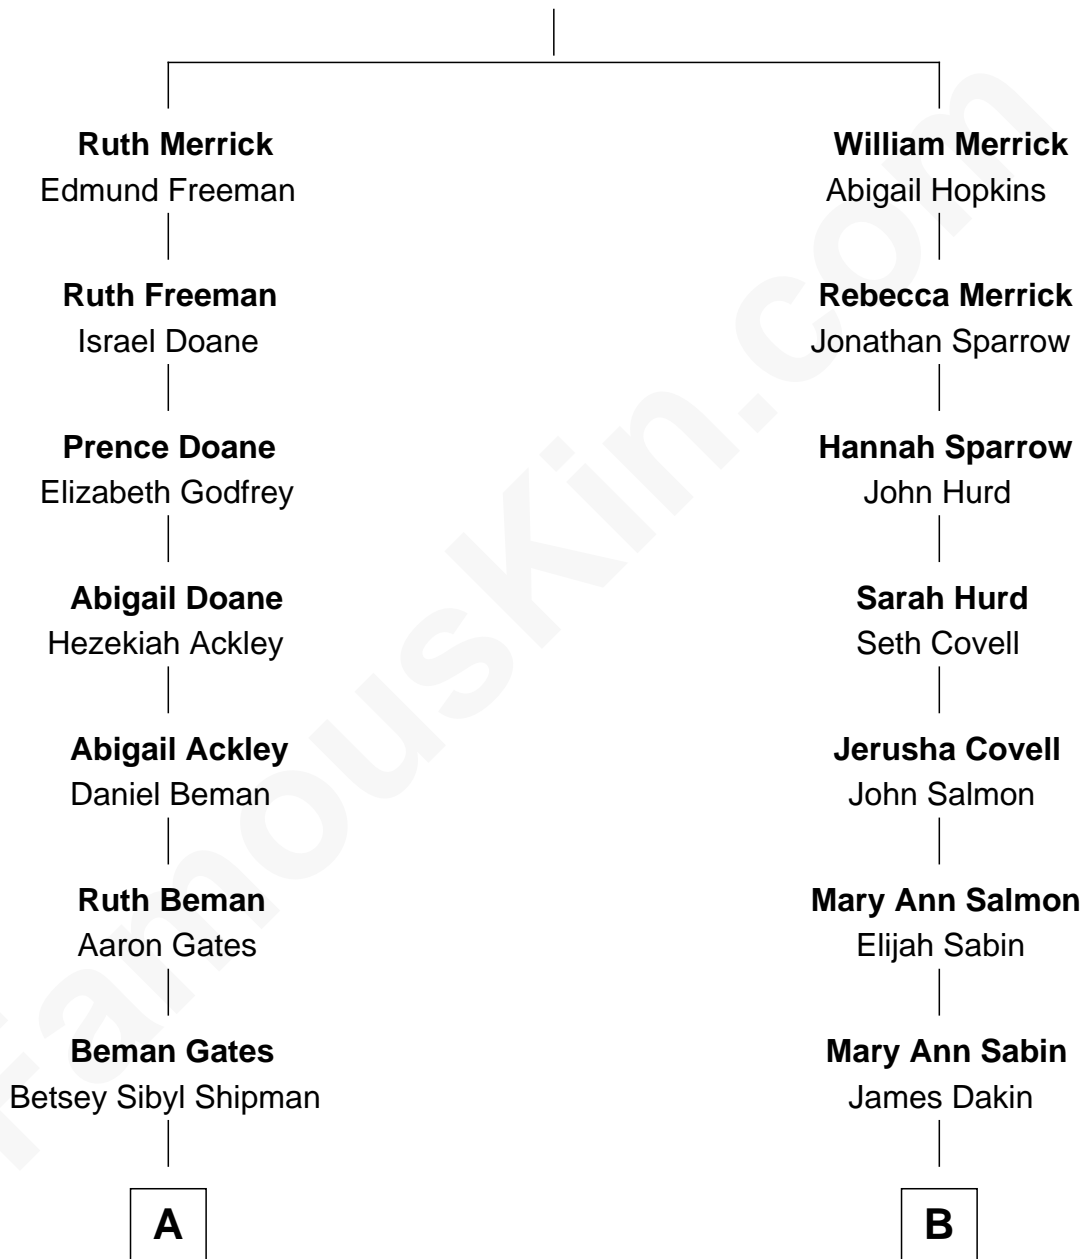 Ruth Merrick
Edmund Freeman
William Merrick
Abigail Hopkins
Ruth Freeman
Israel Doane
Rebecca Merrick
Jonathan Sparrow
Prence Doane
Elizabeth Godfrey
Hannah Sparrow
John Hurd
Abigail Doane
Hezekiah Ackley
Sarah Hurd
Seth Covell
Abigail Ackley
Daniel Beman
Jerusha Covell
John Salmon
Ruth Beman
Aaron Gates
Mary Ann Salmon
Elijah Sabin
Beman Gates
Betsey Sibyl Shipman
Mary Ann Sabin
James Dakin
A
B
FamousKin.com